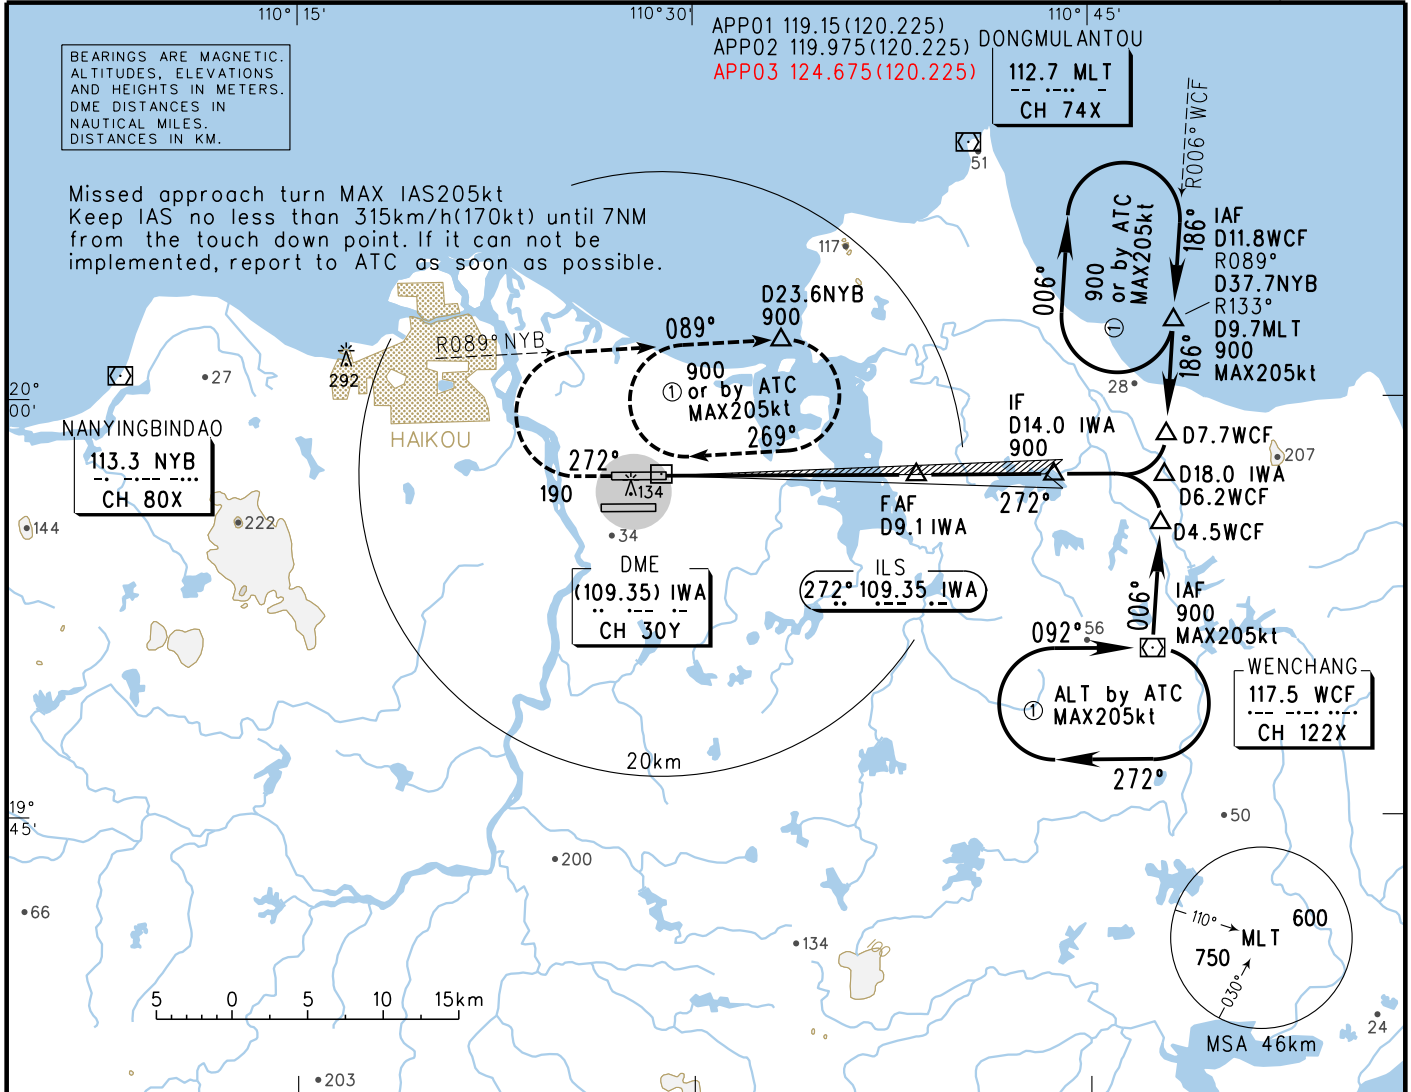 110° 15'
110° 30'
110° 45'
APP01 119.15(120.225)
APP02 119.975(120.225)
APP03 124.675(120.225)
BEARINGS ARE MAGNETIC.
ALTITUDES, ELEVATIONS
AND HEIGHTS IN METERS.
DME DISTANCES IN
NAUTICAL MILES.
DISTANCES IN KM.
DONGMULANTOU
112.7 MLT
CH 74X
51
R006° WCF
Missed approach turn MAX IAS205kt
Keep IAS no less than 315km/h(170kt) until 7NM
from the touch down point. If it can not be
implemented, report to ATC as soon as possible.
117
006°
900
or by ATC
MAX205kt
①
186°
IAF
D11.8WCF
R089°
D37.7NYB
R133°
D9.7MLT
900
MAX205kt
186°
28
D23.6NYB
900
089°
R089° NYB
292
27
20°
00'
900
① or by ATC
MAX205kt
269°
HAIKOU
NANYINGBINDAO
113.3 NYB
CH 80X
272°
190
134
34
IF
D14.0 IWA
900
272°
FAF
D9.1 IWA
D7.7WCF
D18.0 IWA
D6.2WCF
D4.5WCF
207
144
222
DME
(109.35) IWA
CH 30Y
ILS
272° 109.35 IWA
006°
IAF
900
MAX205kt
092°
56
① ALT by ATC
MAX205kt
272°
WENCHANG
117.5 WCF
CH 122X
20km
19°
45'
50
200
66
134
110°
MLT
600
750
030°
MSA 46km
24
5 0 5 10 15km
203